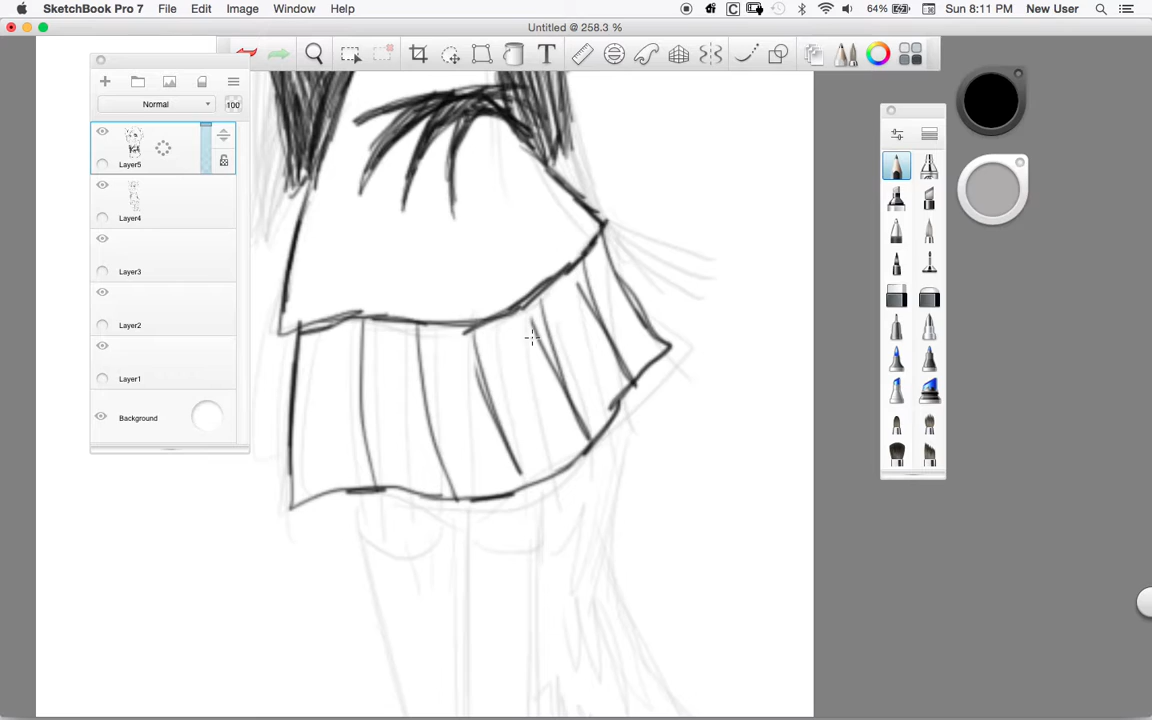 SketchBook Pro 7 File Edit Image Window Help 64% Sun 8:11 PM New User
Untitled @ 258.3 %
Normal 100
Layer5
Layer4
Layer3
Layer2
Layer1
Background